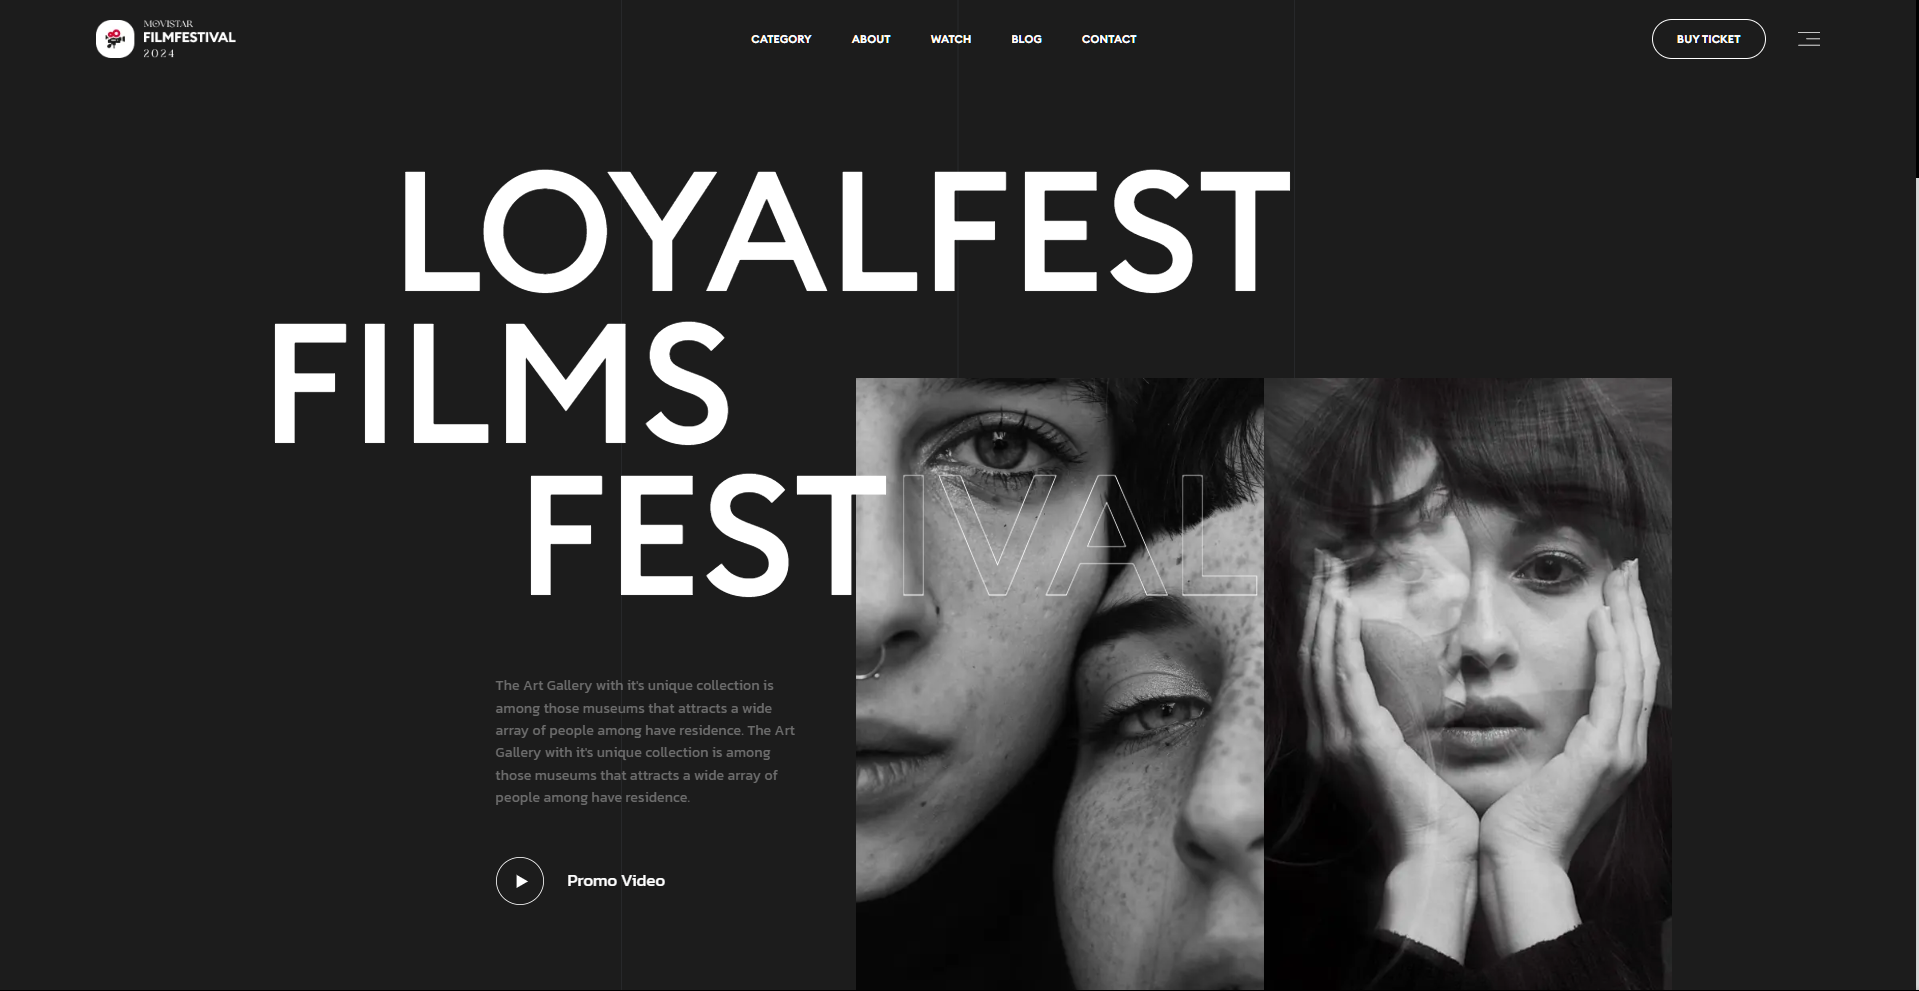 MOVISTAR
FILMFESTIVAL
2024
CATEGORY ABOUT WATCH BLOG CONTACT
BUY TICKET
LOYALFEST
FILMS
FESTIVAL
The Art Gallery with it's unique collection is
among those museums that attracts a wide
array of people among have residence. The Art
Gallery with it's unique collection is among
those museums that attracts a wide array of
people among have residence.
Promo Video